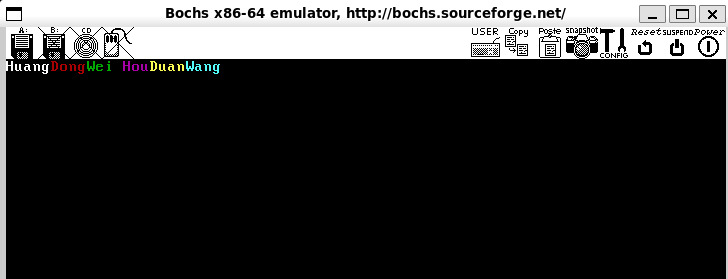 Bochs x86-64 emulator, http://bochs.sourceforge.net/
A: B: CD USER Copy Paste snapshot CONFIG Reset SUSPEND Power
HuangDongWei HouDuanWang